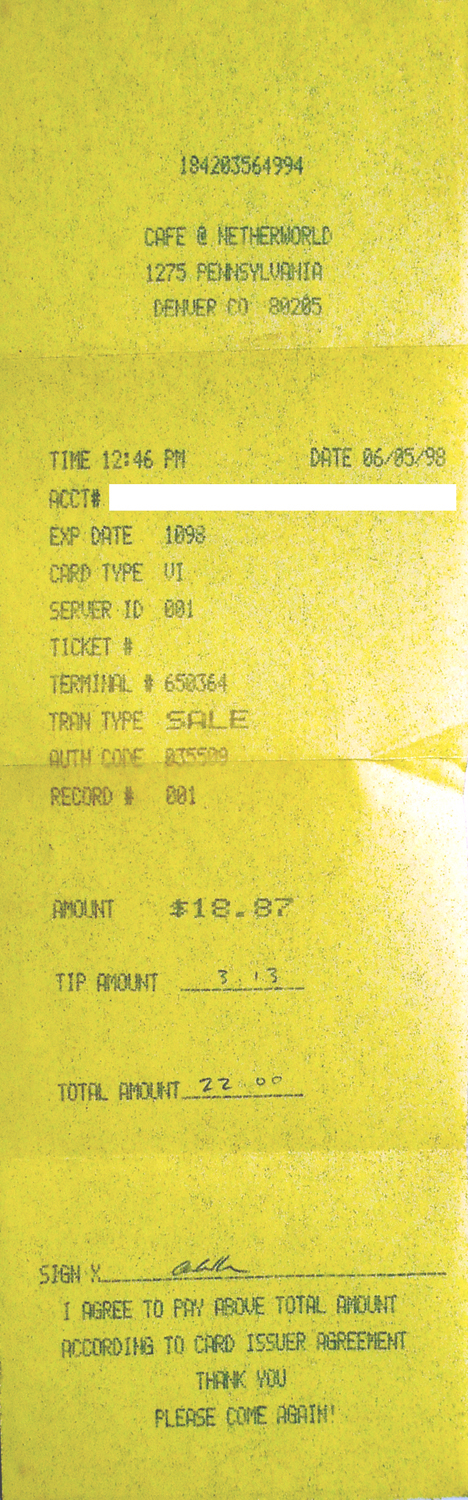 184203564994
CAFE @ NETHERWORLD
1275 PENNSYLVANIA
DENVER CO 80205
TIME 12:46 PM DATE 06/05/98
ACCT#
EXP DATE 1098
CARD TYPE VI
SERVER ID 001
TICKET #
TERMINAL # 650364
TRAN TYPE SALE
AUTH CODE 035509
RECORD # 001
AMOUNT $18.87
TIP AMOUNT 3.13
TOTAL AMOUNT 22.00
SIGN X
I AGREE TO PAY ABOVE TOTAL AMOUNT
ACCORDING TO CARD ISSUER AGREEMENT
THANK YOU
PLEASE COME AGAIN!